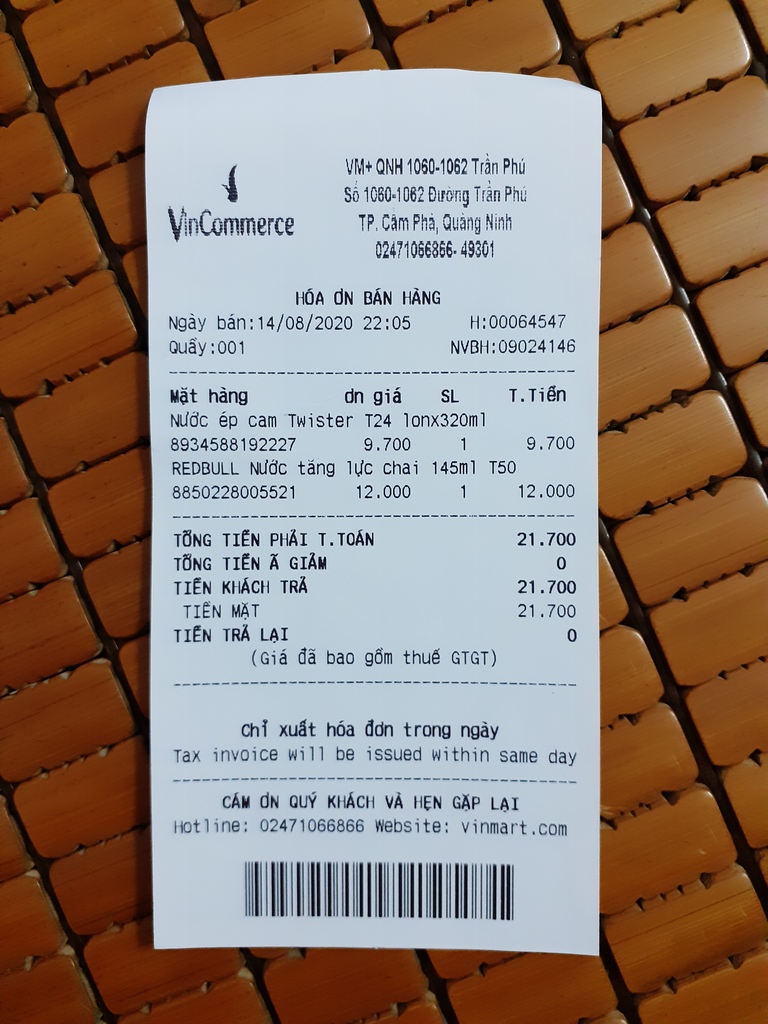 VinCommerce
VM+ QNH 1060-1062 Trần Phú
Số 1060-1062 Đường Trần Phú
TP. Cẩm Phả, Quảng Ninh
02471066866- 49301
HÓA ƠN BÁN HÀNG
Ngày bán:14/08/2020 22:05 H:00064547
Quầy:001 NVBH:09024146
Mặt hàng ơn giá SL T.Tiền
Nước ép cam Twister T24 lonx320ml
8934588192227 9.700 1 9.700
REDBULL Nước tăng lực chai 145ml T50
8850228005521 12.000 1 12.000
TỔNG TIỀN PHẢI T.TOÁN 21.700
TỔNG TIỀN Ã GIẢM 0
TIỀN KHÁCH TRẢ 21.700
TIỀN MẶT 21.700
TIỀN TRẢ LẠI 0
(Giá đã bao gồm thuế GTGT)
Chỉ xuất hóa đơn trong ngày
Tax invoice will be issued within same day
CẢM ƠN QUÝ KHÁCH VÀ HẸN GẶP LẠI
Hotline: 02471066866 Website: vinmart.com